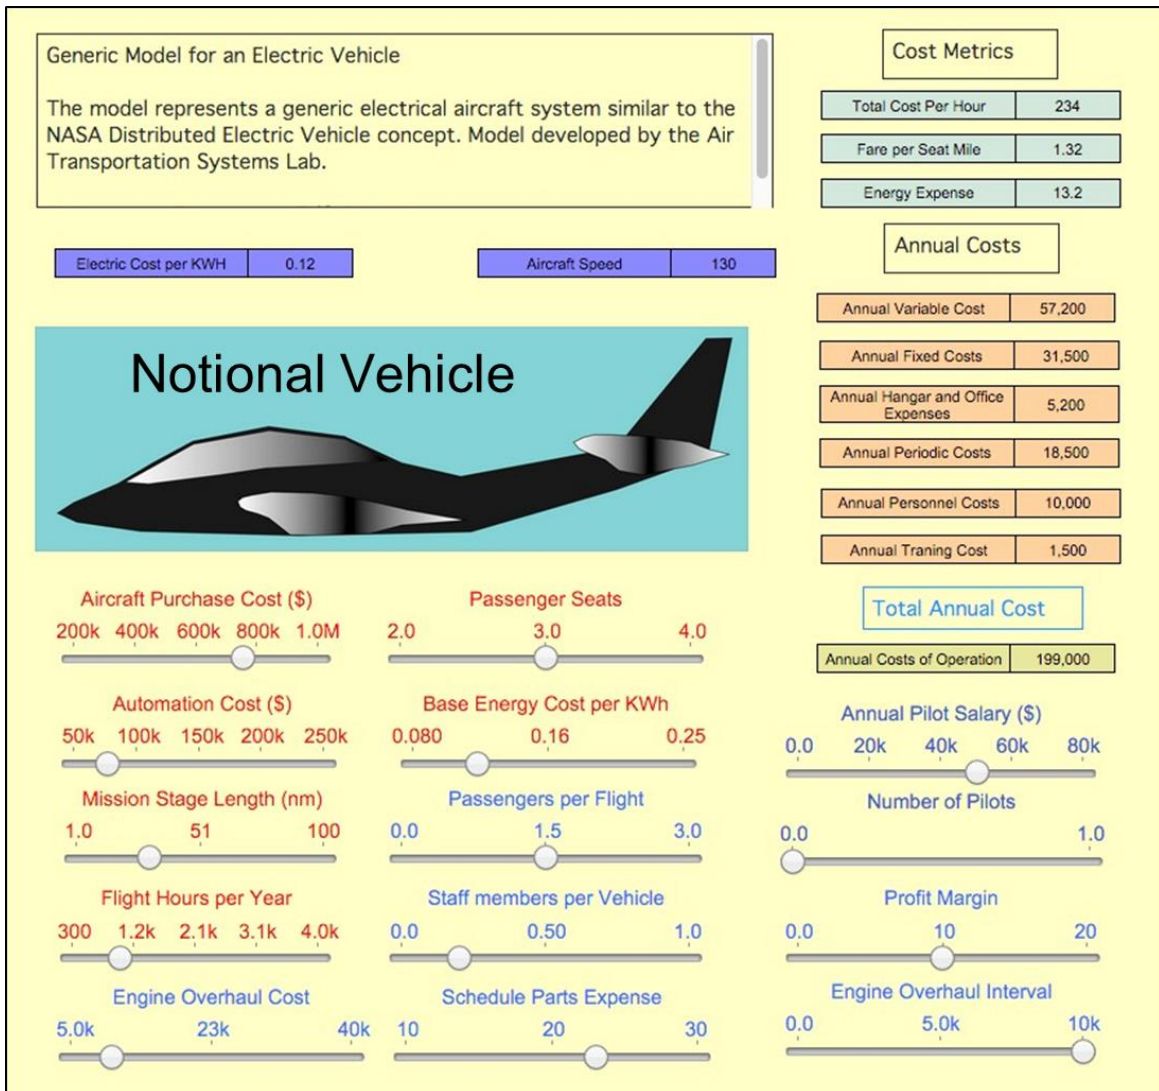 Generic Model for an Electric Vehicle
The model represents a generic electrical aircraft system similar to the
NASA Distributed Electric Vehicle concept. Model developed by the Air
Transportation Systems Lab.
Electric Cost per KWH 0.12
Aircraft Speed 130
Cost Metrics
Total Cost Per Hour 234
Fare per Seat Mile 1.32
Energy Expense 13.2
Annual Costs
Annual Variable Cost 57,200
Annual Fixed Costs 31,500
Annual Hangar and Office
Expenses 5,200
Annual Periodic Costs 18,500
Annual Personnel Costs 10,000
Annual Traning Cost 1,500
Total Annual Cost
Annual Costs of Operation 199,000
Notional Vehicle
Aircraft Purchase Cost ($)
200k 400k 600k 800k 1.0M
Passenger Seats
2.0 3.0 4.0
Automation Cost ($)
50k 100k 150k 200k 250k
Base Energy Cost per KWh
0.080 0.16 0.25
Annual Pilot Salary ($)
0.0 20k 40k 60k 80k
Mission Stage Length (nm)
1.0 51 100
Passengers per Flight
0.0 1.5 3.0
Number of Pilots
0.0 1.0
Flight Hours per Year
300 1.2k 2.1k 3.1k 4.0k
Staff members per Vehicle
0.0 0.50 1.0
Profit Margin
0.0 10 20
Engine Overhaul Cost
5.0k 23k 40k
Schedule Parts Expense
10 20 30
Engine Overhaul Interval
0.0 5.0k 10k